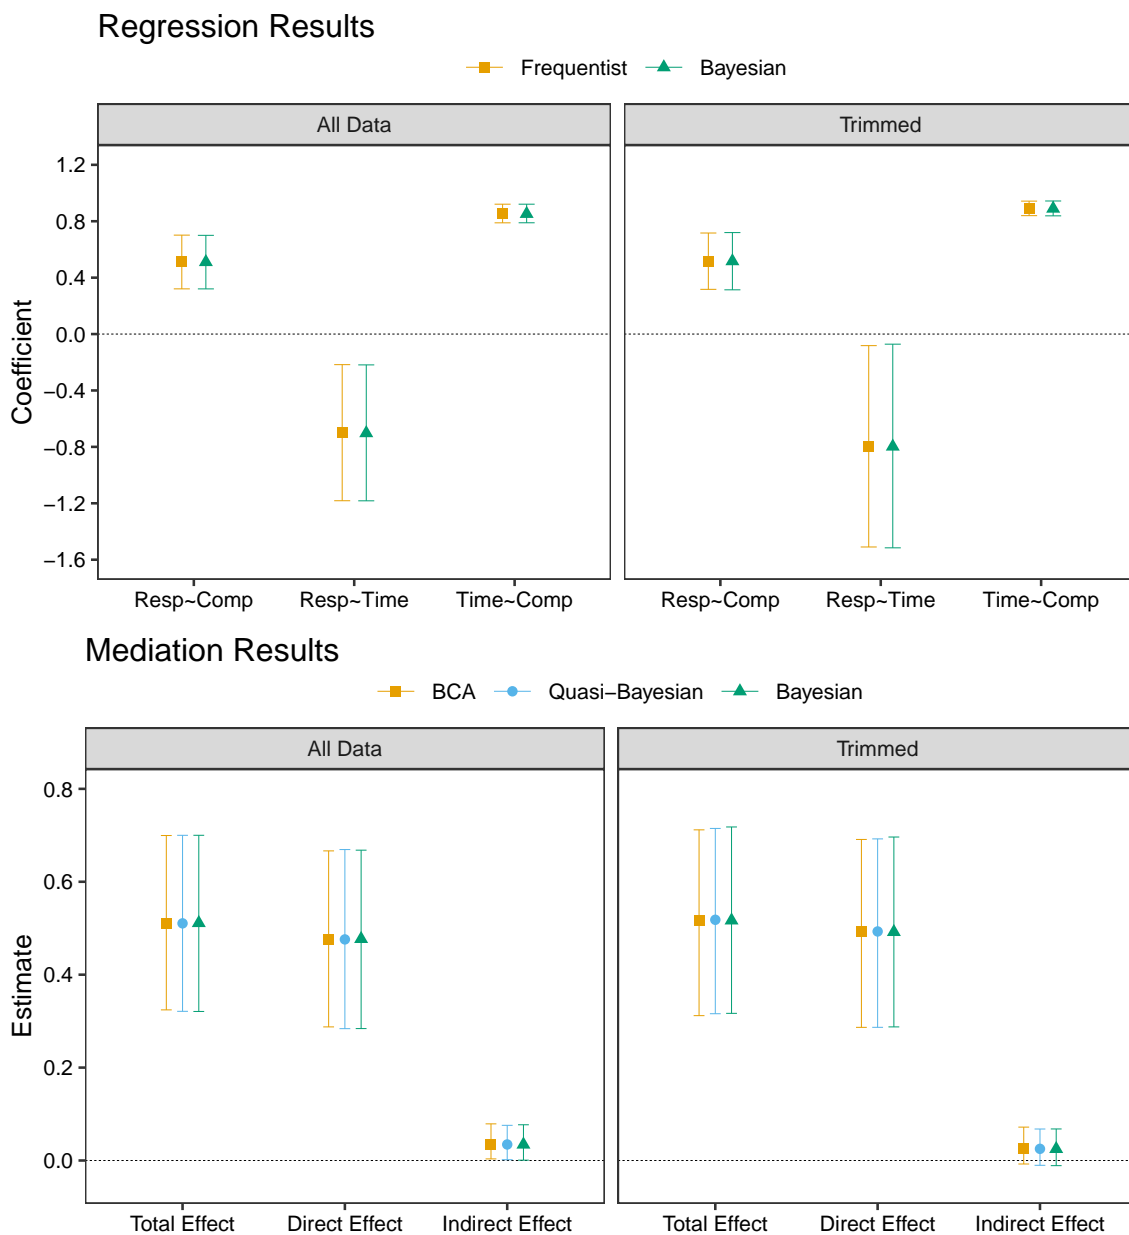 Regression Results
Frequentist Bayesian
All Data Trimmed
Coefficient
1.2
0.8
0.4
0.0
−0.4
−0.8
−1.2
−1.6
Resp~Comp Resp~Time Time~Comp Resp~Comp Resp~Time Time~Comp
Mediation Results
BCA Quasi−Bayesian Bayesian
All Data Trimmed
Estimate
0.8
0.6
0.4
0.2
0.0
Total Effect Direct Effect Indirect Effect Total Effect Direct Effect Indirect Effect